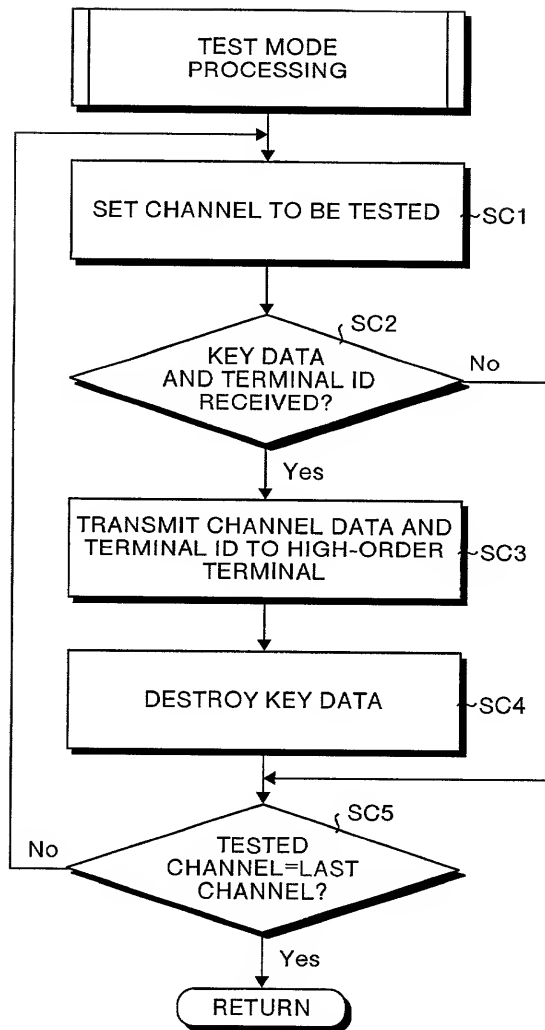 TEST MODE
PROCESSING
SET CHANNEL TO BE TESTED
SC1
SC2
KEY DATA
AND TERMINAL ID
RECEIVED?
No
Yes
TRANSMIT CHANNEL DATA AND
TERMINAL ID TO HIGH-ORDER
TERMINAL
SC3
DESTROY KEY DATA
SC4
SC5
TESTED
CHANNEL=LAST
CHANNEL?
No
Yes
RETURN